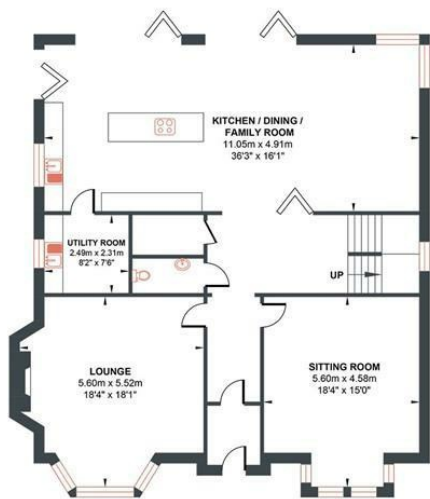 KITCHEN / DINING /
FAMILY ROOM
11.05m x 4.91m
36'3" x 16'1"
UTILITY ROOM
2.49m x 2.31m
8'2" x 7'6"
UP
LOUNGE
5.60m x 5.52m
18'4" x 18'1"
SITTING ROOM
5.60m x 4.58m
18'4" x 15'0"